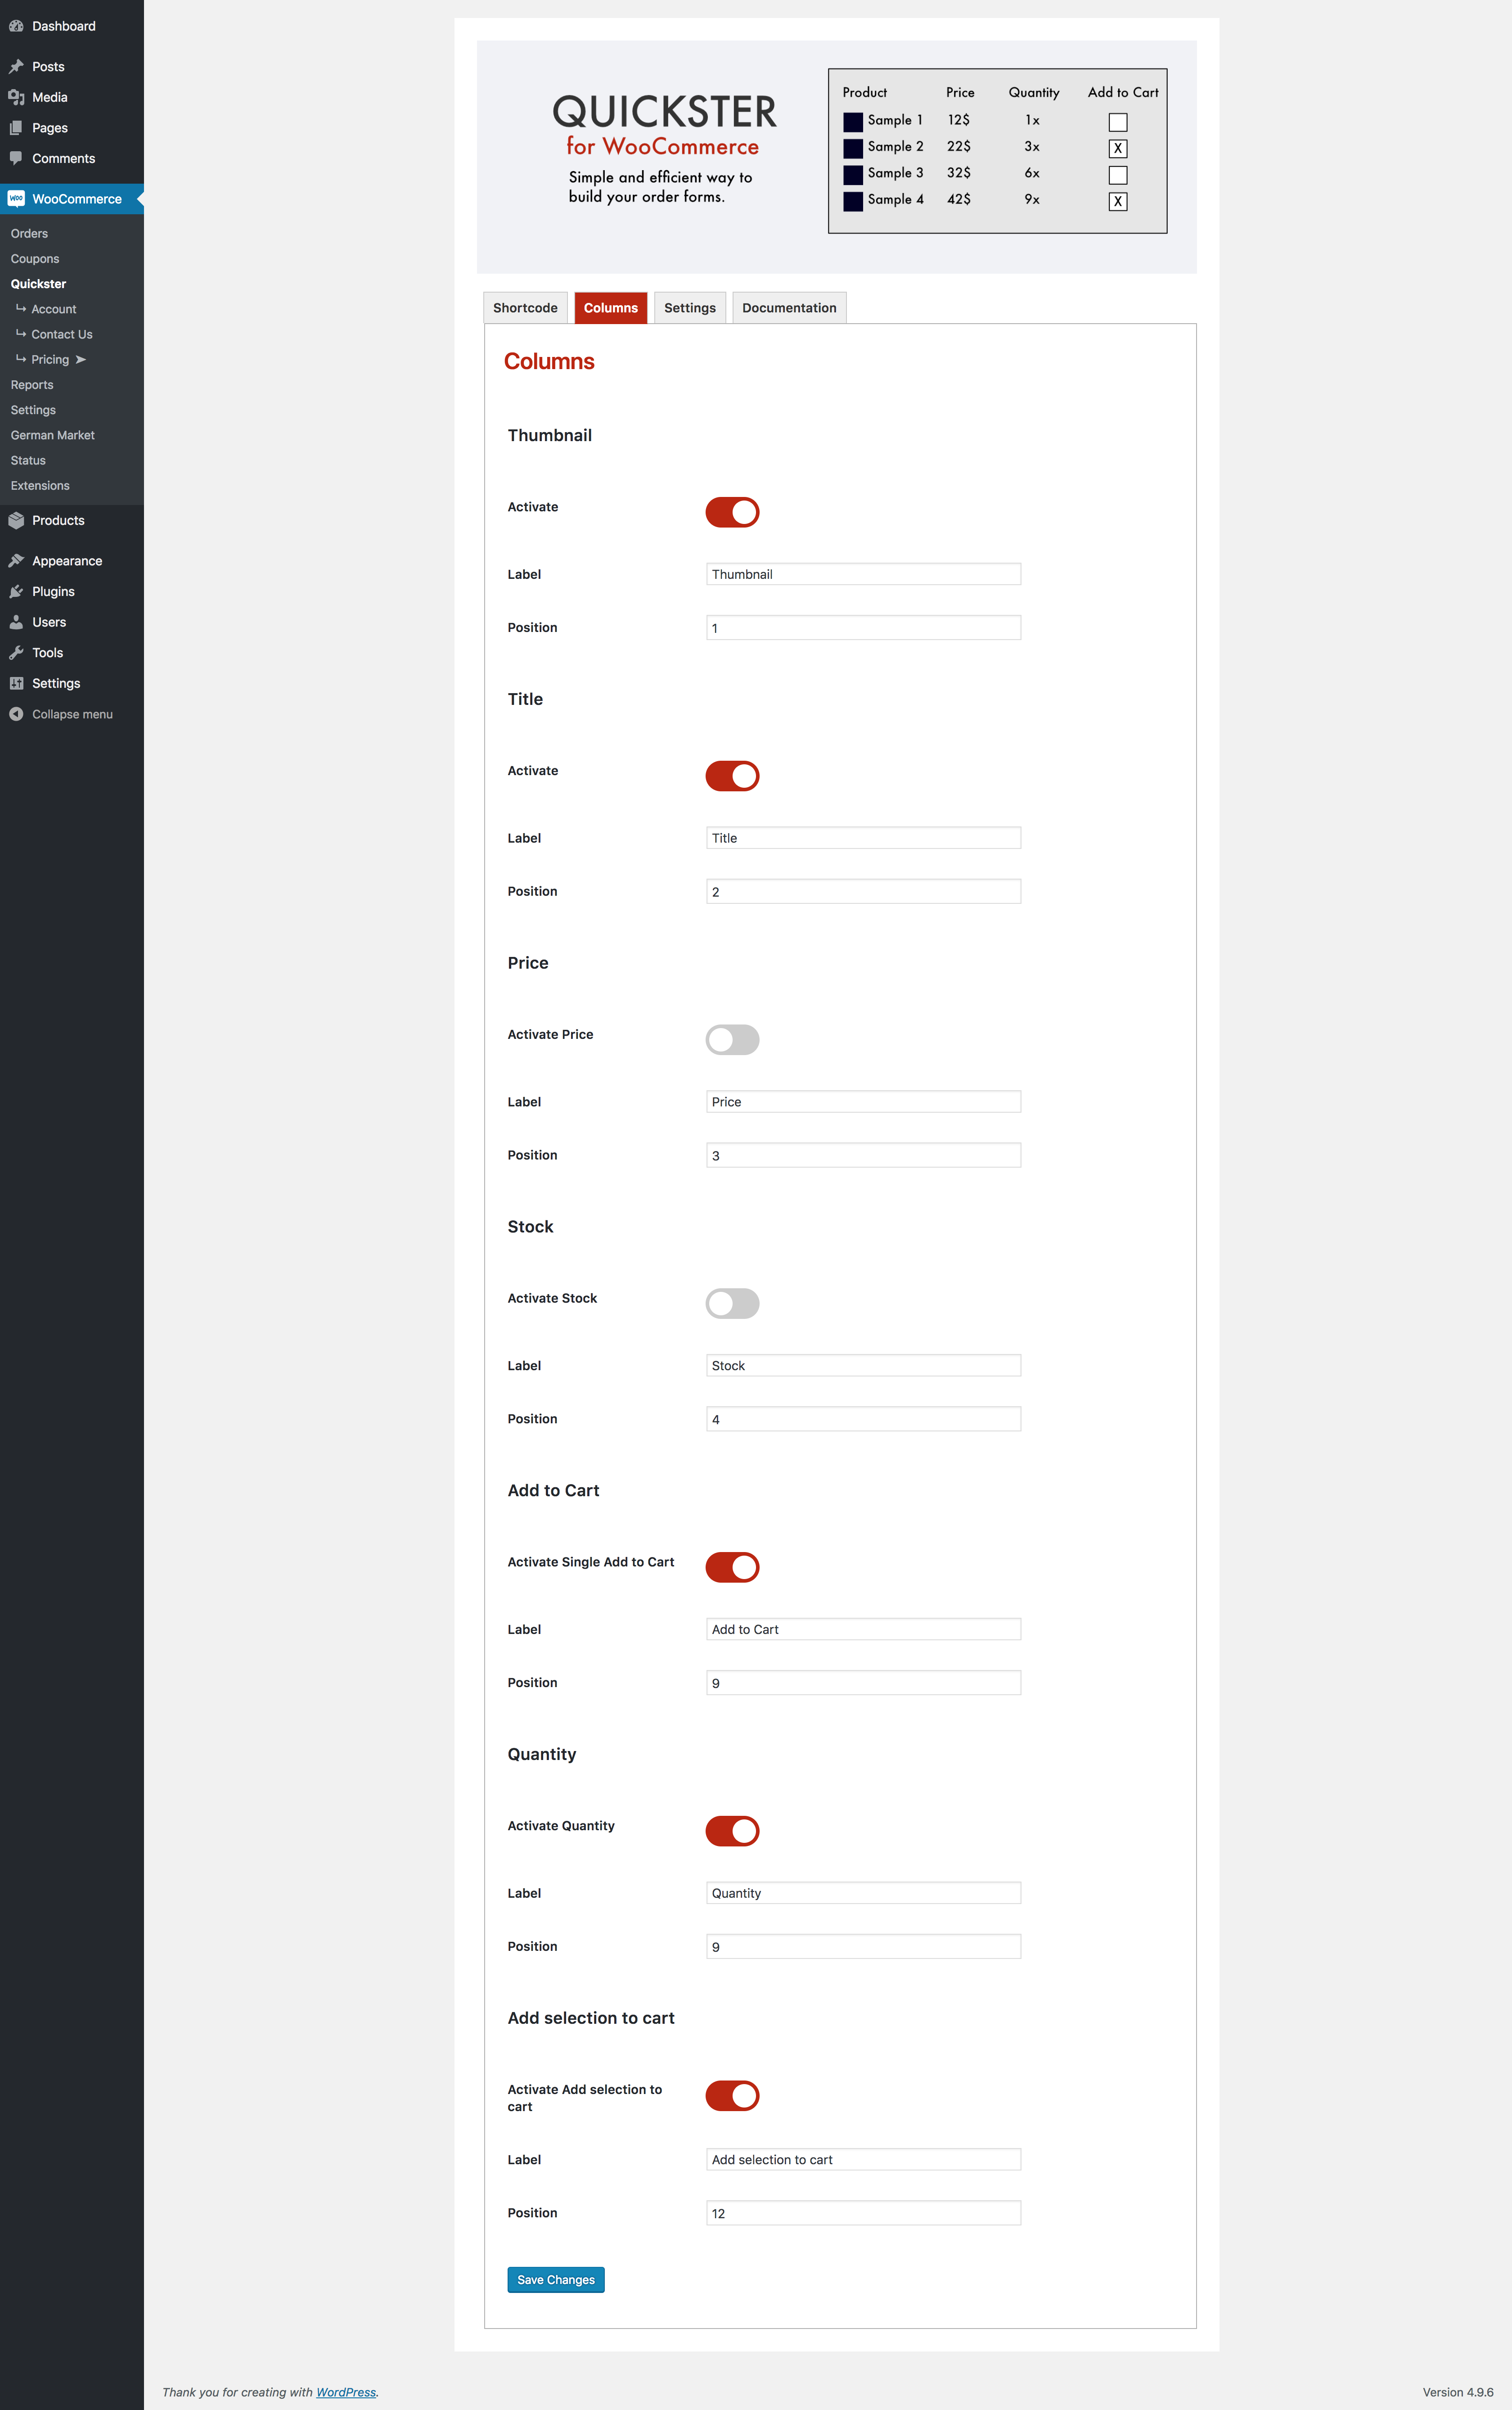 Dashboard
Posts
Media
Pages
Comments
WooCommerce
Orders
Coupons
Quickster
Account
Contact Us
Pricing ➤
Reports
Settings
German Market
Status
Extensions
Products
Appearance
Plugins
Users
Tools
Settings
Collapse menu
QUICKSTER
for WooCommerce
Simple and efficient way to
build your order forms.
Product Price Quantity Add to Cart
Sample 1 12$ 1x
Sample 2 22$ 3x X
Sample 3 32$ 6x
Sample 4 42$ 9x X
Shortcode Columns Settings Documentation
Columns
Thumbnail
Activate
Label Thumbnail
Position 1
Title
Activate
Label Title
Position 2
Price
Activate Price
Label Price
Position 3
Stock
Activate Stock
Label Stock
Position 4
Add to Cart
Activate Single Add to Cart
Label Add to Cart
Position 9
Quantity
Activate Quantity
Label Quantity
Position 9
Add selection to cart
Activate Add selection to
cart
Label Add selection to cart
Position 12
Save Changes
Thank you for creating with WordPress. Version 4.9.6